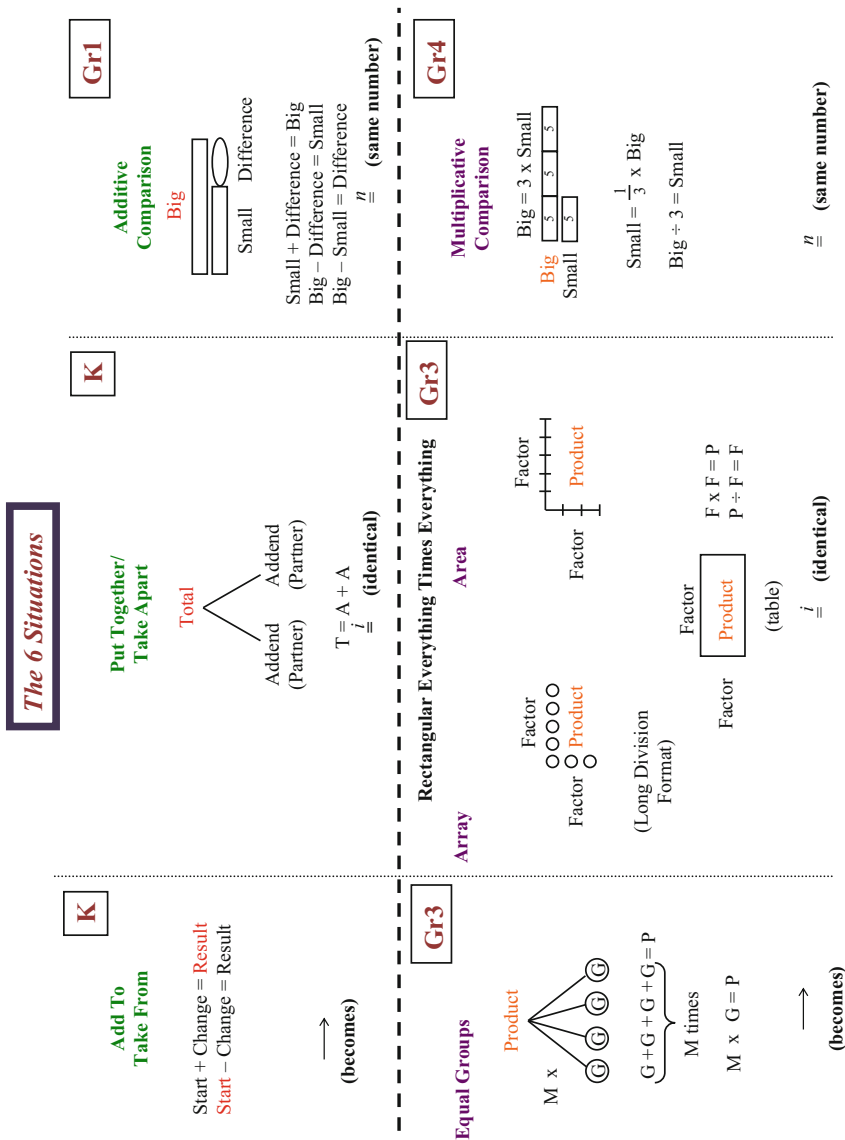 The 6 Situations
K
Add To
Take From
Start + Change = Result
Start – Change = Result
→
(becomes)
K
Put Together/
Take Apart
Total
Addend Addend
(Partner) (Partner)
T = A + A
i
=
(identical)
Gr1
Additive
Comparison
Big
Small Difference
Small + Difference = Big
Big – Difference = Small
Big – Small = Difference
n
=
(same number)
Gr3
Equal Groups
Product
M x
G G G G
G + G + G + G = P
M times
M x G = P
→
(becomes)
Gr3
Rectangular Everything Times Everything
Array Area
Factor
Factor Product
(Long Division
Format)
Factor
Factor Product
Factor
Factor Product
(table)
F x F = P
P ÷ F = F
i
=
(identical)
Gr4
Multiplicative
Comparison
Big = 3 x Small
Big 5 5 5
Small 5
Small = 1/3 x Big
Big ÷ 3 = Small
n
=
(same number)